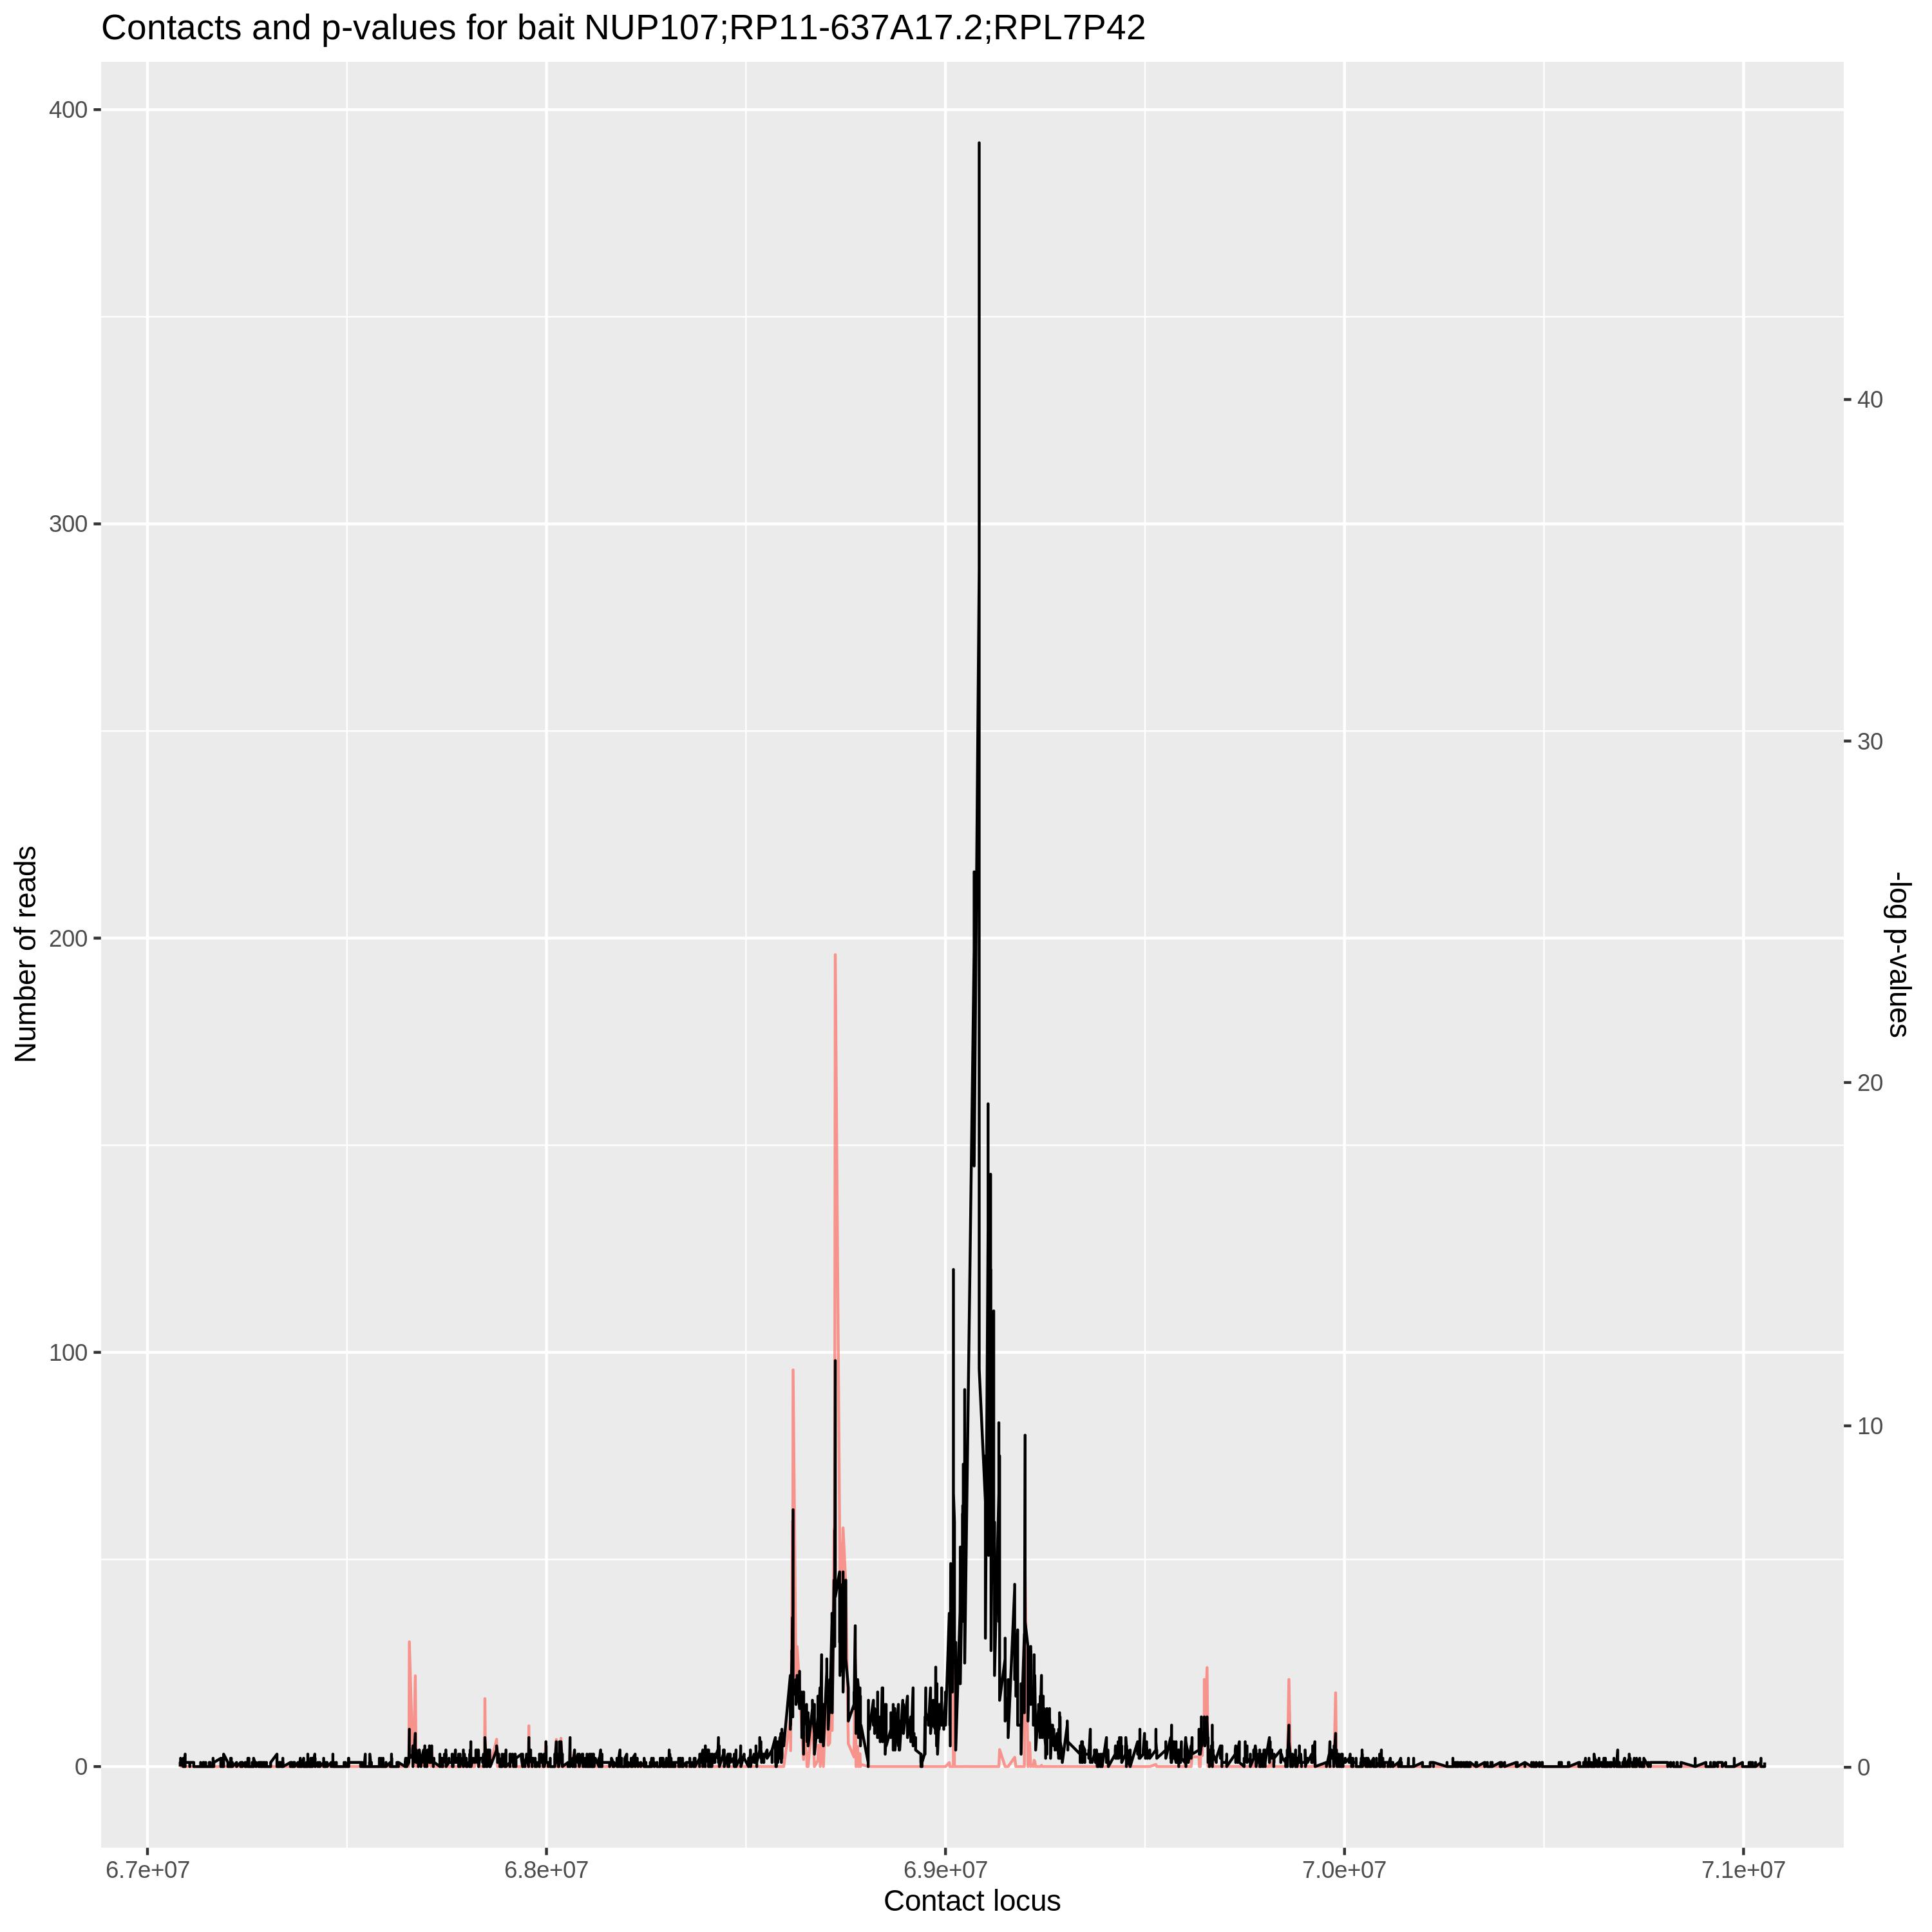 Contacts and p-values for bait NUP107;RP11-637A17.2;RPL7P42
400
300
200
100
0
Number of reads
40
30
20
10
0
-log p-values
6.7e+07
6.8e+07
6.9e+07
7.0e+07
7.1e+07
Contact locus